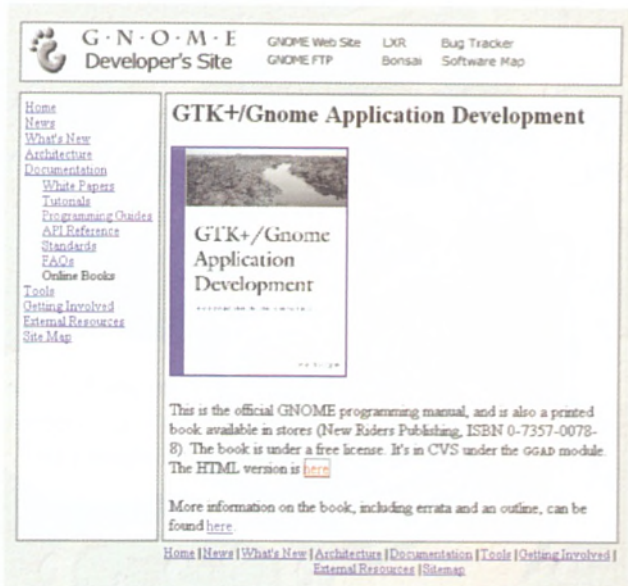 G·N·O·M·E
Developer's Site
GNOME Web Site LXR Bug Tracker
GNOME FTP Bonsai Software Map
Home
News
What's New
Architecture
Documentation
White Papers
Tutorials
Programming Guides
API Reference
Standards
FAQs
Online Books
Tools
Getting Involved
External Resources
Site Map
GTK+/Gnome Application Development
GTK+/Gnome
Application
Development
This is the official GNOME programming manual, and is also a printed
book available in stores (New Riders Publishing, ISBN 0-7357-0078-
8). The book is under a free license. It's in CVS under the GGAD module.
The HTML version is here
More information on the book, including errata and an outline, can be
found here.
Home | News | What's New | Architecture | Documentation | Tools | Getting Involved |
External Resources | Sitemap